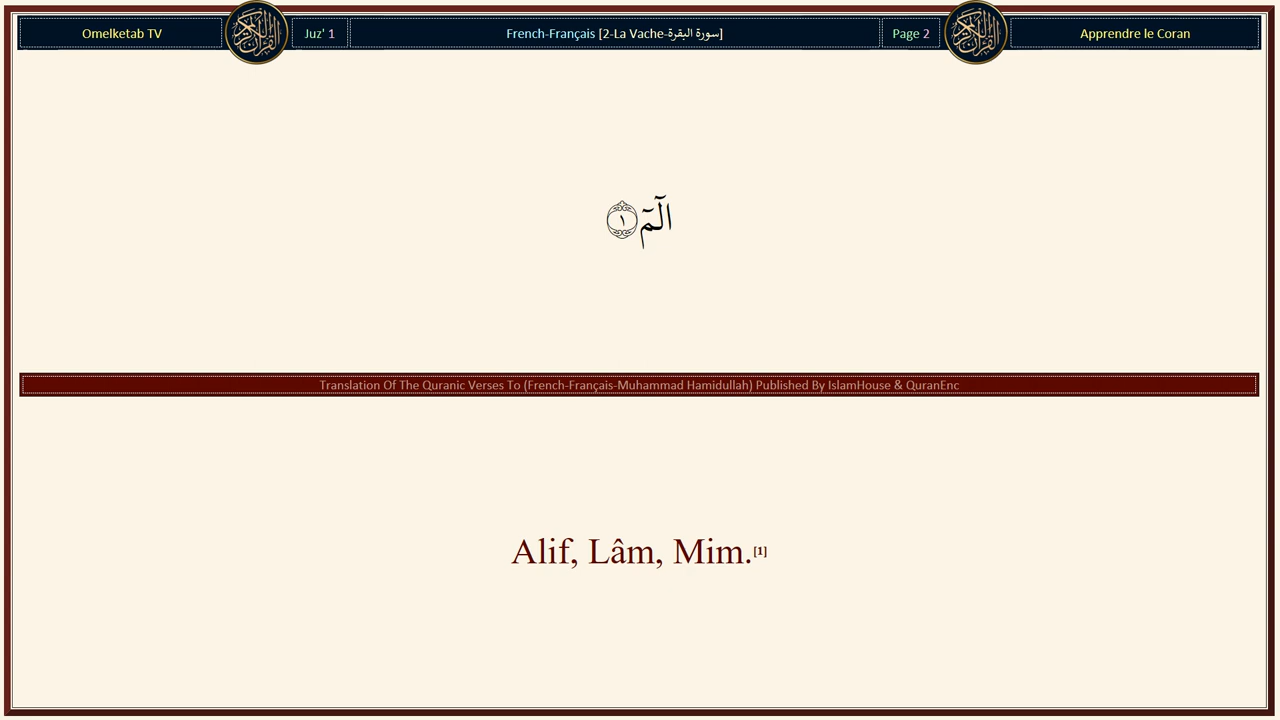 Omelketab TV
Juz' 1
French-Français [2-La Vache-سورة البقرة]
Page 2
Apprendre le Coran
الٓمٓ ١
Translation Of The Quranic Verses To (French-Français-Muhammad Hamidullah) Published By IslamHouse & QuranEnc
Alif, Lâm, Mim.[1]